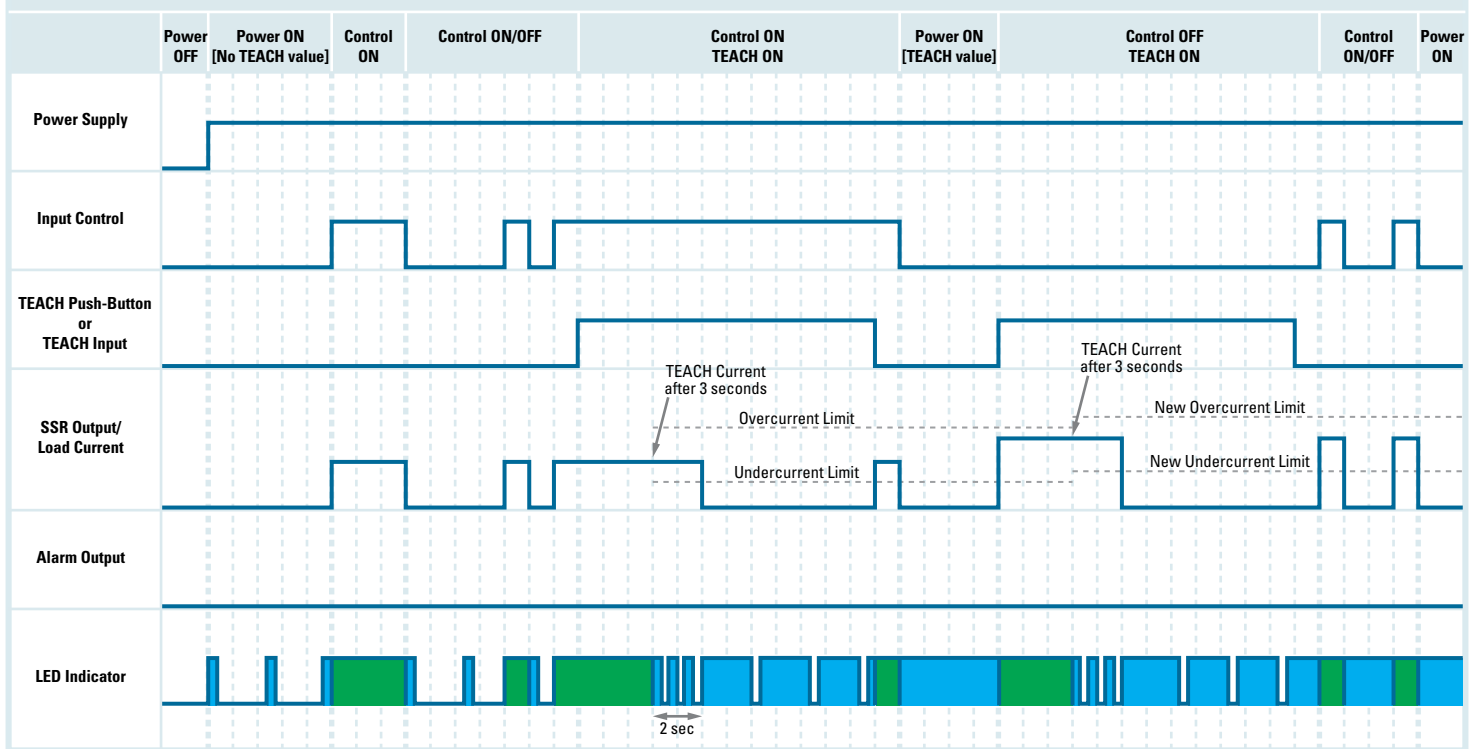 Power
OFF
Power ON
[No TEACH value]
Control
ON
Control ON/OFF
Control ON
TEACH ON
Power ON
[TEACH value]
Control OFF
TEACH ON
Control
ON/OFF
Power
ON
Power Supply
Input Control
TEACH Push-Button
or
TEACH Input
TEACH Current
after 3 seconds
TEACH Current
after 3 seconds
SSR Output/
Load Current
Overcurrent Limit
New Overcurrent Limit
Undercurrent Limit
New Undercurrent Limit
Alarm Output
LED Indicator
2 sec